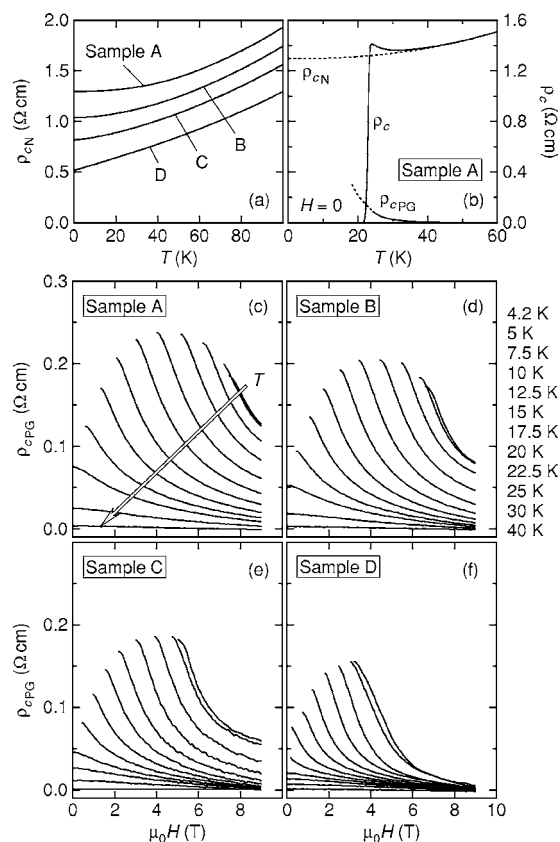 2.0
1.5
1.0
0.5
0.0
ρcN (Ω cm)
Sample A
B
C
D
(a)
0 20 40 60 80
T (K)
ρcN
ρc
ρcPG
H = 0
Sample A
(b)
0 20 40 60
T (K)
1.6
1.2
0.8
0.4
0.0
ρc (Ω cm)
0.3
0.2
0.1
0.0
ρcPG (Ω cm)
Sample A
(c)
T
Sample B
(d)
4.2 K
5 K
7.5 K
10 K
12.5 K
15 K
17.5 K
20 K
22.5 K
25 K
30 K
40 K
0.2
0.1
0.0
ρcPG (Ω cm)
Sample C
(e)
0 2 4 6 8
μ0H (T)
Sample D
(f)
0 2 4 6 8 10
μ0H (T)